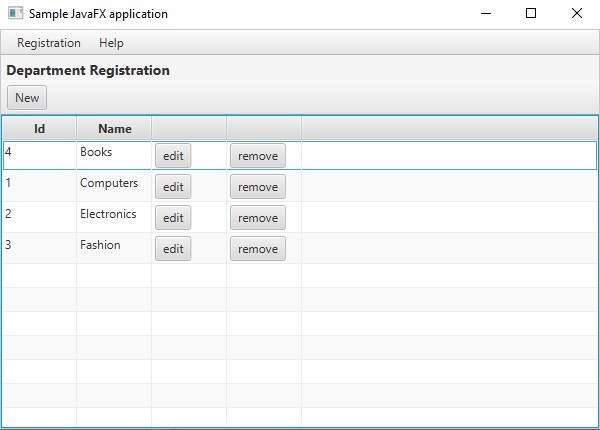 Sample JavaFX application
Registration Help
Department Registration
New
Id Name
4 Books edit remove
1 Computers edit remove
2 Electronics edit remove
3 Fashion edit remove